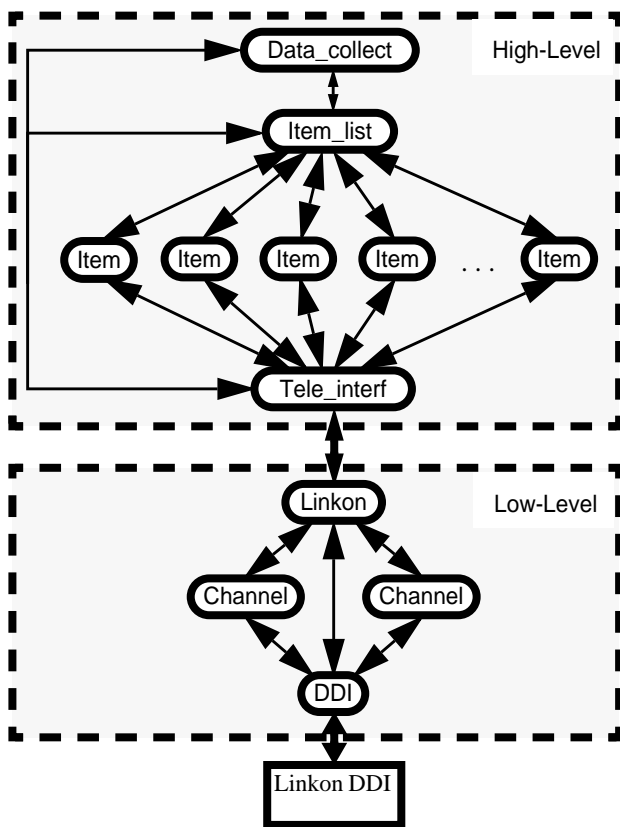 Data_collect
High-Level
Item_list
Item
Item
Item
Item
. . .
Item
Tele_interf
Linkon
Low-Level
Channel
Channel
DDI
Linkon DDI